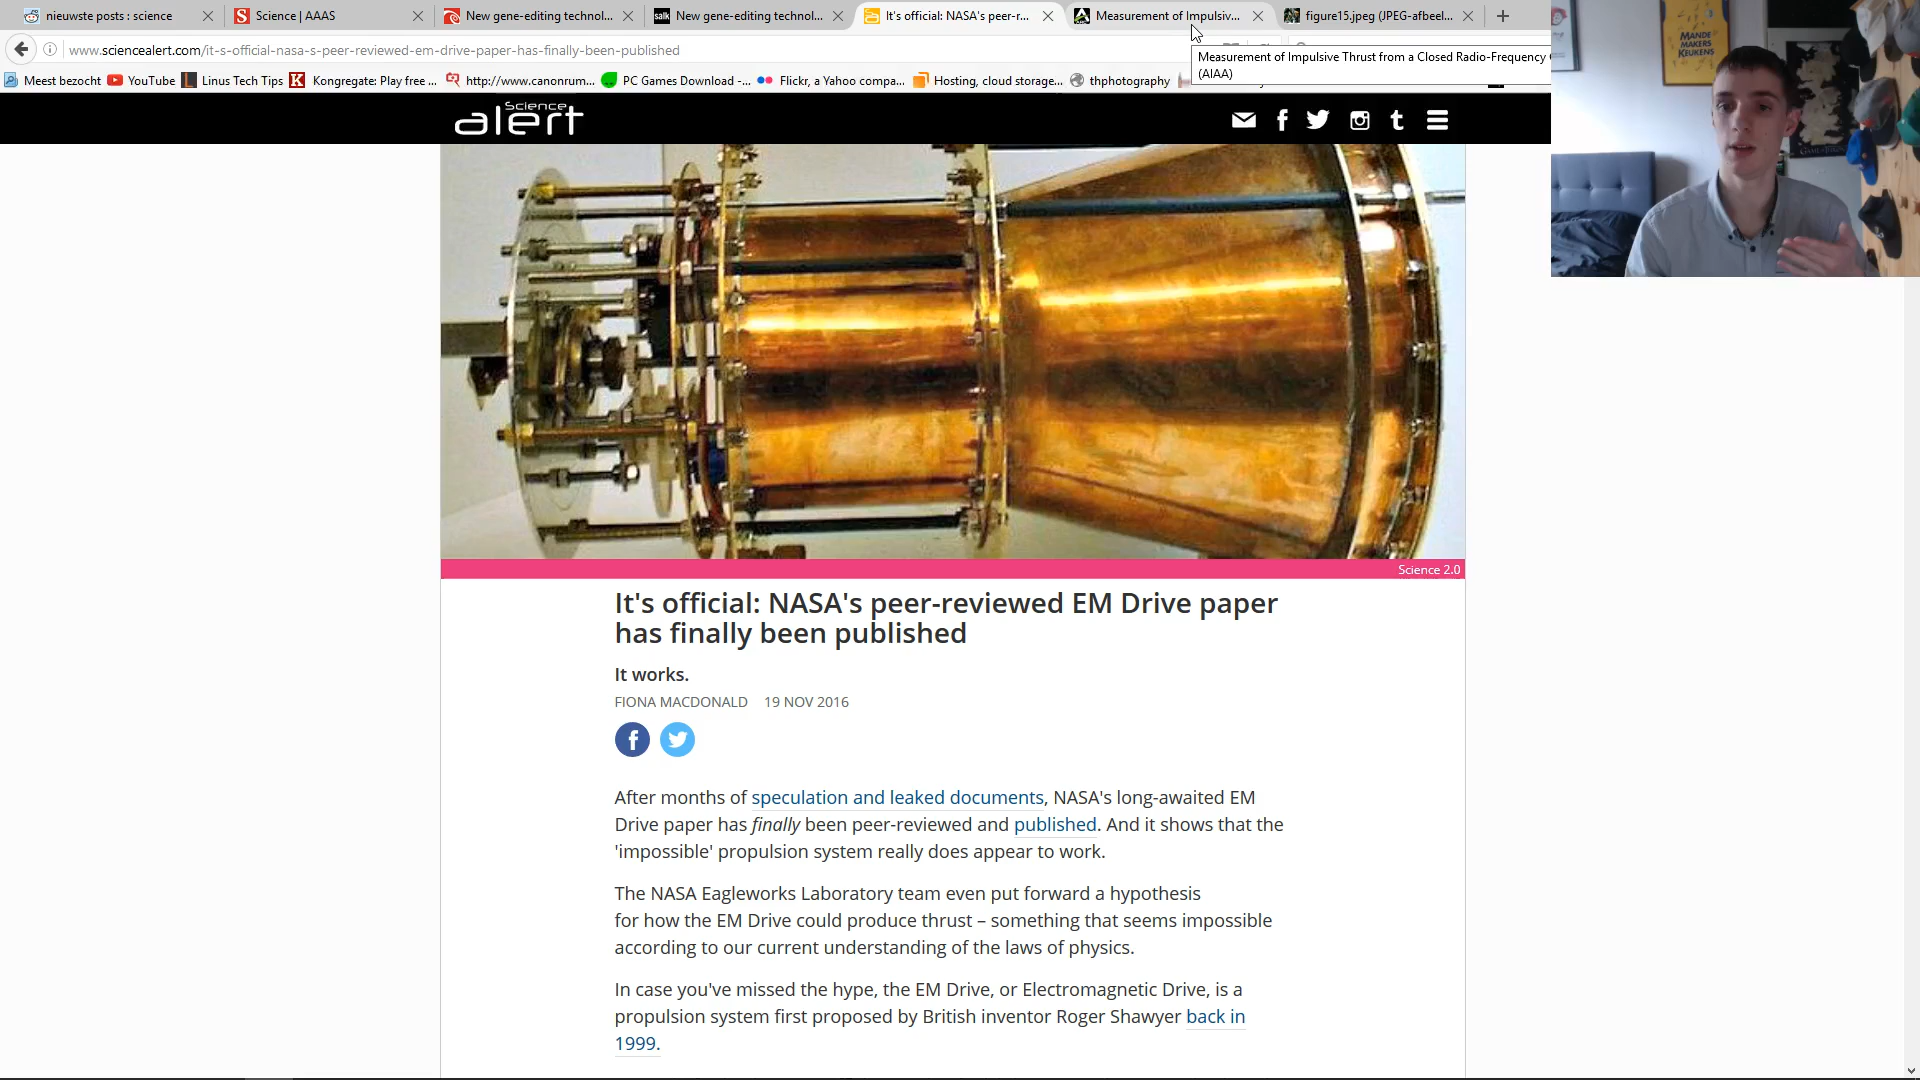 nieuwste posts : science
Science | AAAS
New gene-editing technol...
salk New gene-editing technol...
It's official: NASA's peer-r...
Measurement of Impulsiv...
figure15.jpeg (JPEG-afbeel...
www.sciencealert.com/it-s-official-nasa-s-peer-reviewed-em-drive-paper-has-finally-been-published
Measurement of Impulsive Thrust from a Closed Radio-Frequency
(AIAA)
Meest bezocht YouTube Linus Tech Tips Kongregate: Play free ... http://www.canonrum... PC Games Download -... Flickr, a Yahoo compa... Hosting, cloud storage... thphotography
MANDE
MAKERS
KEUKENS
Science
alert
Science 2.0
It's official: NASA's peer-reviewed EM Drive paper
has finally been published
It works.
FIONA MACDONALD 19 NOV 2016
After months of speculation and leaked documents, NASA's long-awaited EM
Drive paper has finally been peer-reviewed and published. And it shows that the
'impossible' propulsion system really does appear to work.
The NASA Eagleworks Laboratory team even put forward a hypothesis
for how the EM Drive could produce thrust – something that seems impossible
according to our current understanding of the laws of physics.
In case you've missed the hype, the EM Drive, or Electromagnetic Drive, is a
propulsion system first proposed by British inventor Roger Shawyer back in
1999.